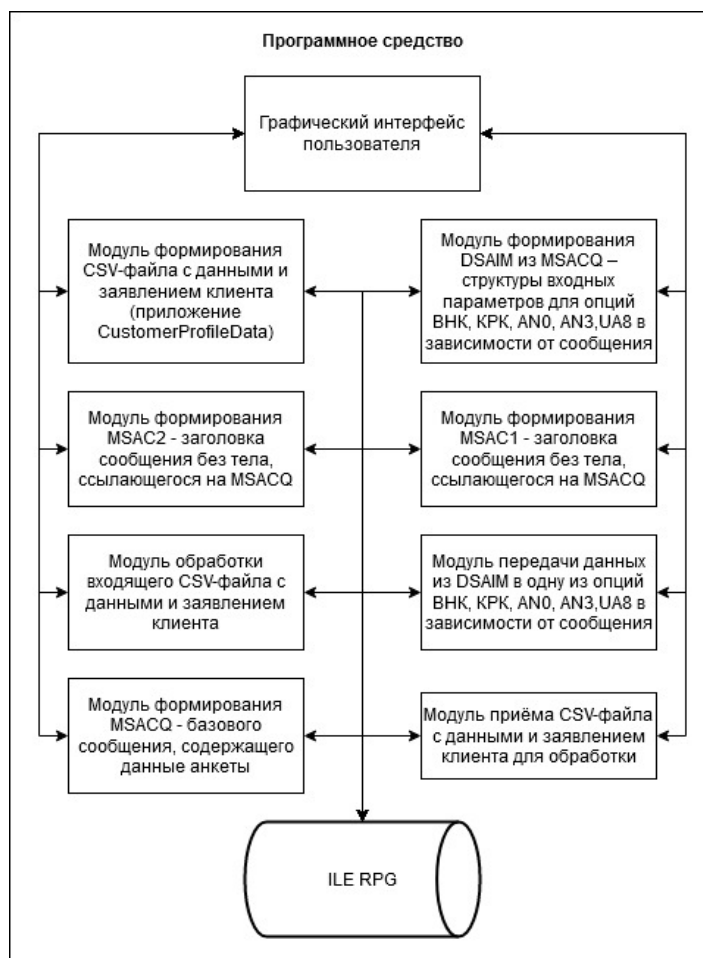 Программное средство
Графический интерфейс
пользователя
Модуль формирования
CSV-файла с данными и
заявлением клиента
(приложение
CustomerProfileData)
Модуль формирования
DSAIM из MSACQ –
структуры входных
параметров для опций
ВНК, КРК, AN0, AN3,UA8 в
зависимости от сообщения
Модуль формирования
MSAC2 - заголовка
сообщения без тела,
ссылающегося на MSACQ
Модуль формирования
MSAC1 - заголовка
сообщения без тела,
ссылающегося на MSACQ
Модуль обработки
входящего CSV-файла с
данными и заявлением
клиента
Модуль передачи данных
из DSAIM в одну из опций
ВНК, КРК, AN0, AN3,UA8 в
зависимости от сообщения
Модуль формирования
MSACQ - базового
сообщения, содержащего
данные анкеты
Модуль приёма CSV-файла
с данными и заявлением
клиента для обработки
ILE RPG